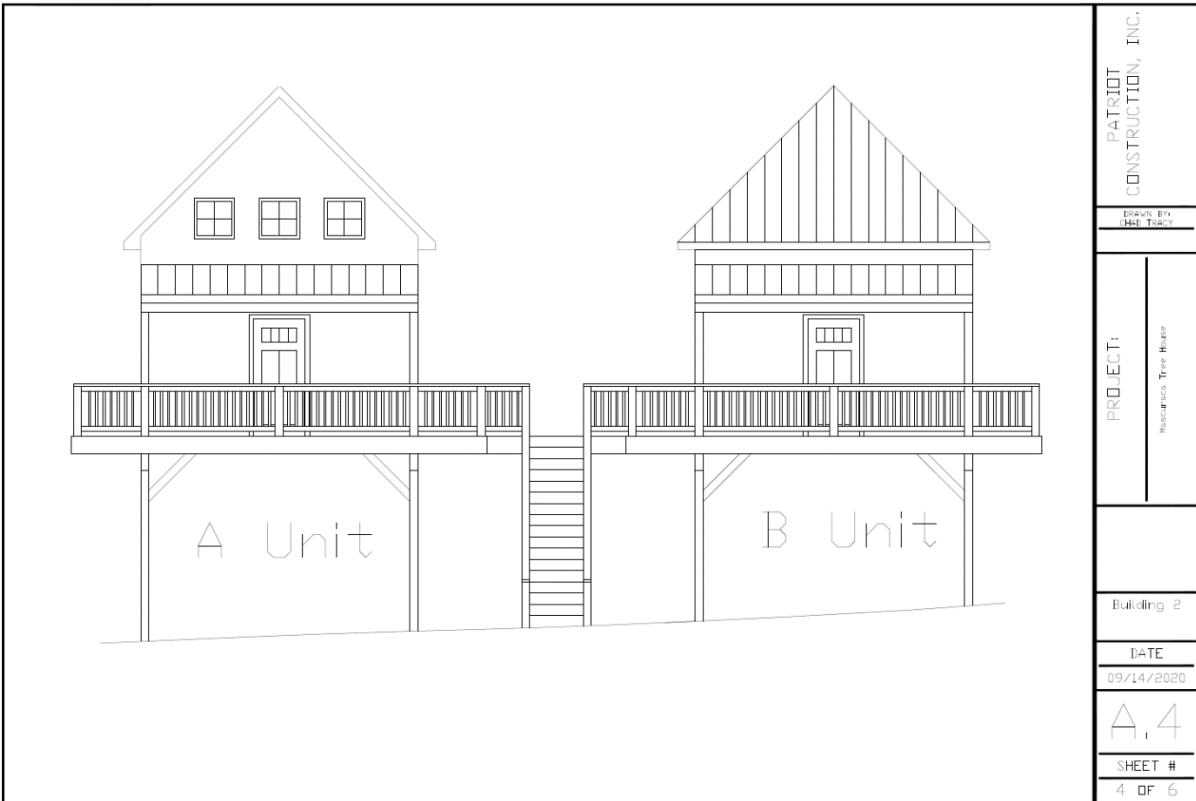 A Unit
B Unit
PATRIOT
CONSTRUCTION, INC.
DRAWN BY:
CHAD TRACY
PROJECT:
Tree House
Building 2
DATE
09/14/2020
A.4
SHEET #
4 OF 6